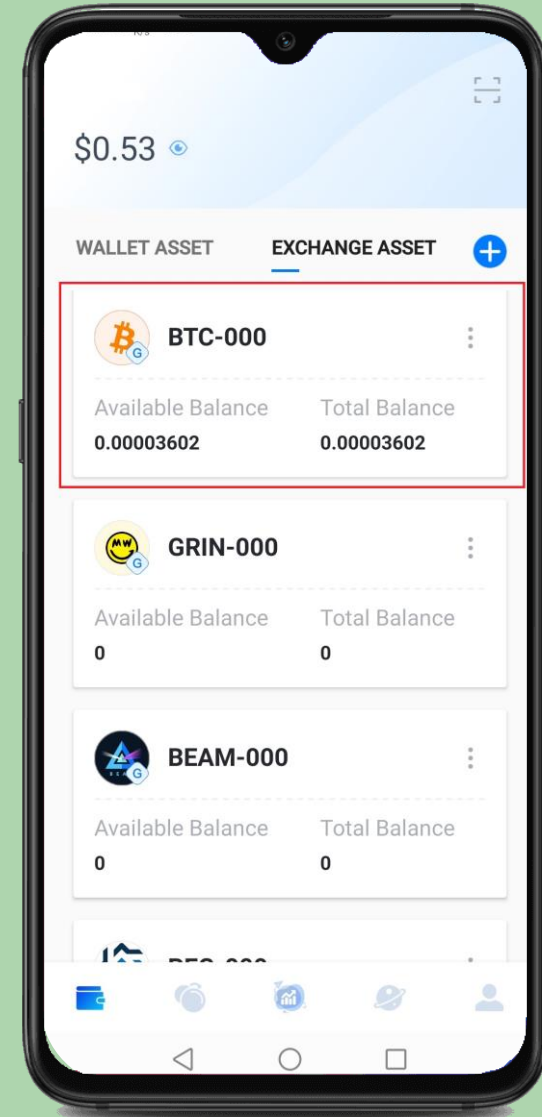 K/s
$0.53
WALLET ASSET EXCHANGE ASSET
BTC-000
Available Balance Total Balance
0.00003602 0.00003602
MW
GRIN-000
Available Balance Total Balance
0 0
BEAM-000
Available Balance Total Balance
0 0